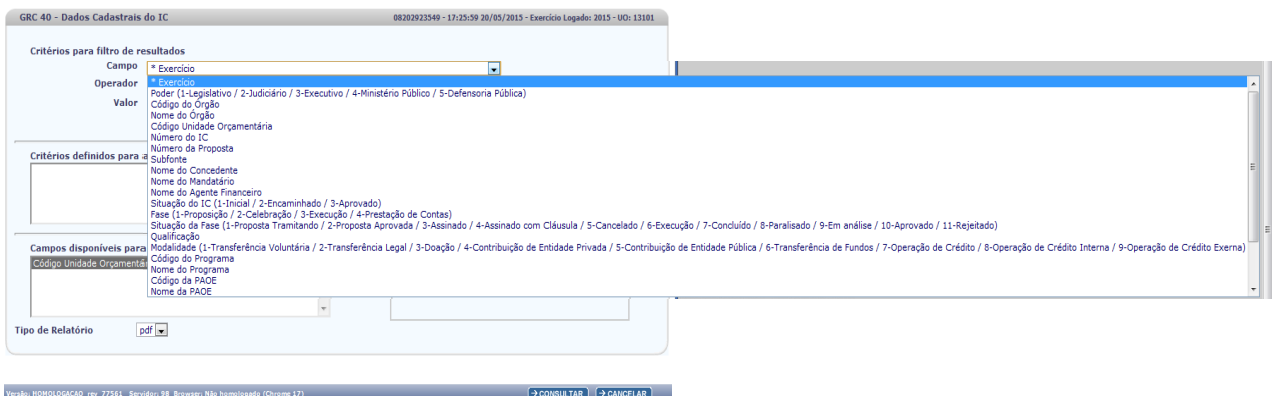 GRC 40 - Dados Cadastrais do IC
08202923549 - 17:25:59 20/05/2015 - Exercício Logado: 2015 - UO: 13101
Critérios para filtro de resultados
Campo
* Exercício
Operador
* Exercício
Poder (1-Legislativo / 2-Judiciário / 3-Executivo / 4-Ministério Público / 5-Defensoria Pública)
Valor
Código do Órgão
Nome do Órgão
Código Unidade Orçamentária
Número do IC
Número da Proposta
Critérios definidos para a
Subfonte
Nome do Concedente
Nome do Mandatário
Nome do Agente Financeiro
Situação do IC (1-Inicial / 2-Encaminhado / 3-Aprovado)
Fase (1-Proposição / 2-Celebração / 3-Execução / 4-Prestação de Contas)
Situação da Fase (1-Proposta Tramitando / 2-Proposta Aprovada / 3-Assinado / 4-Assinado com Cláusula / 5-Cancelado / 6-Execução / 7-Concluído / 8-Paralisado / 9-Em análise / 10-Aprovado / 11-Rejeitado)
Qualificação
Campos disponíveis para
Modalidade (1-Transferência Voluntária / 2-Transferência Legal / 3-Doação / 4-Contribuição de Entidade Privada / 5-Contribuição de Entidade Pública / 6-Transferência de Fundos / 7-Operação de Crédito / 8-Operação de Crédito Interna / 9-Operação de Crédito Exerna)
Código do Programa
Código Unidade Orçamentá
Nome do Programa
Código da PAOE
Nome da PAOE
Tipo de Relatório
pdf
Versão: HOMOLOGACAO_rev_77561 Servidor: 98 Browser: Não homologado (Chrome 17)
CONSULTAR
CANCELAR